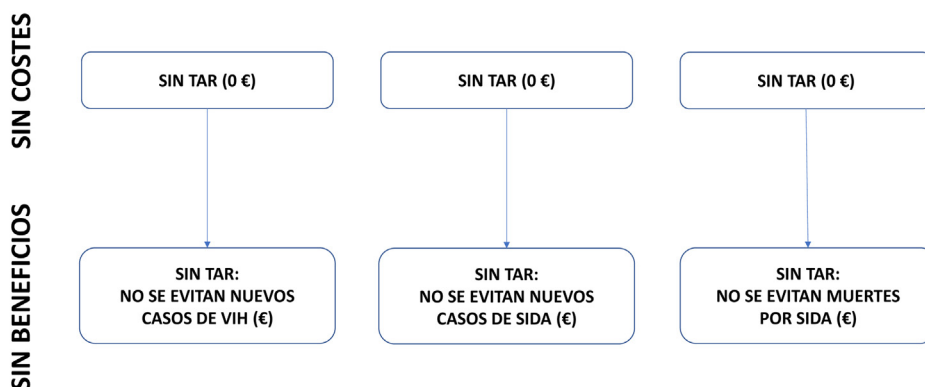 SIN COSTES
SIN TAR (0 €)
SIN TAR (0 €)
SIN TAR (0 €)
SIN BENEFICIOS
SIN TAR:
NO SE EVITAN NUEVOS
CASOS DE VIH (€)
SIN TAR:
NO SE EVITAN NUEVOS
CASOS DE SIDA (€)
SIN TAR:
NO SE EVITAN MUERTES
POR SIDA (€)